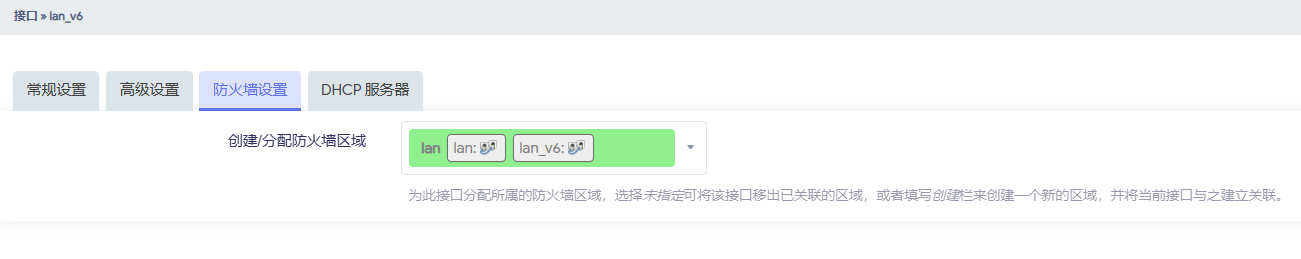 接口 » lan_v6
常规设置 高级设置 防火墙设置 DHCP 服务器
创建/分配防火墙区域 lan lan: lan_v6:
为此接口分配所属的防火墙区域，选择未指定可将该接口移出已关联的区域，或者填写创建栏来创建一个新的区域，并将当前接口与之建立关联。